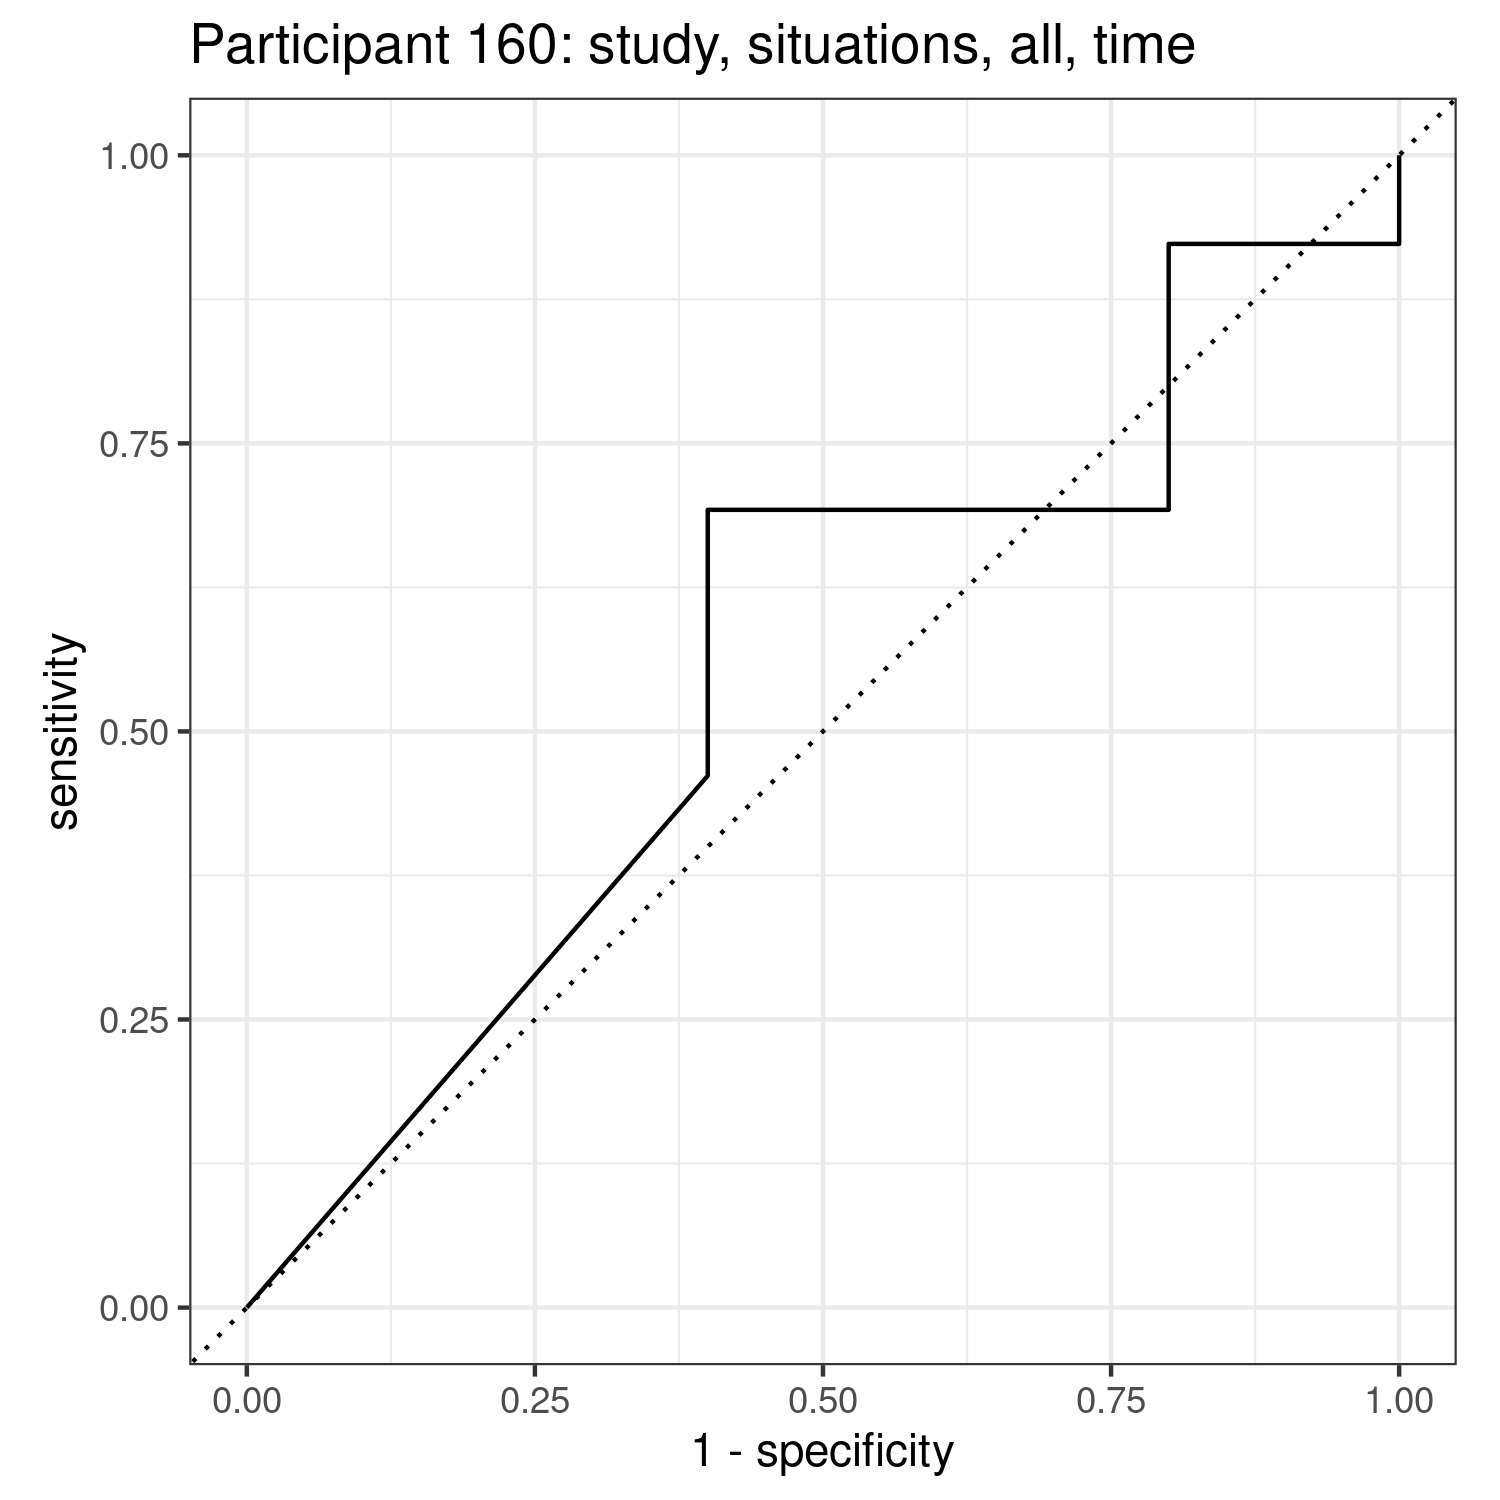 Participant 160: study, situations, all, time
1.00
0.75
0.50
0.25
0.00
sensitivity
0.00 0.25 0.50 0.75 1.00
1 - specificity